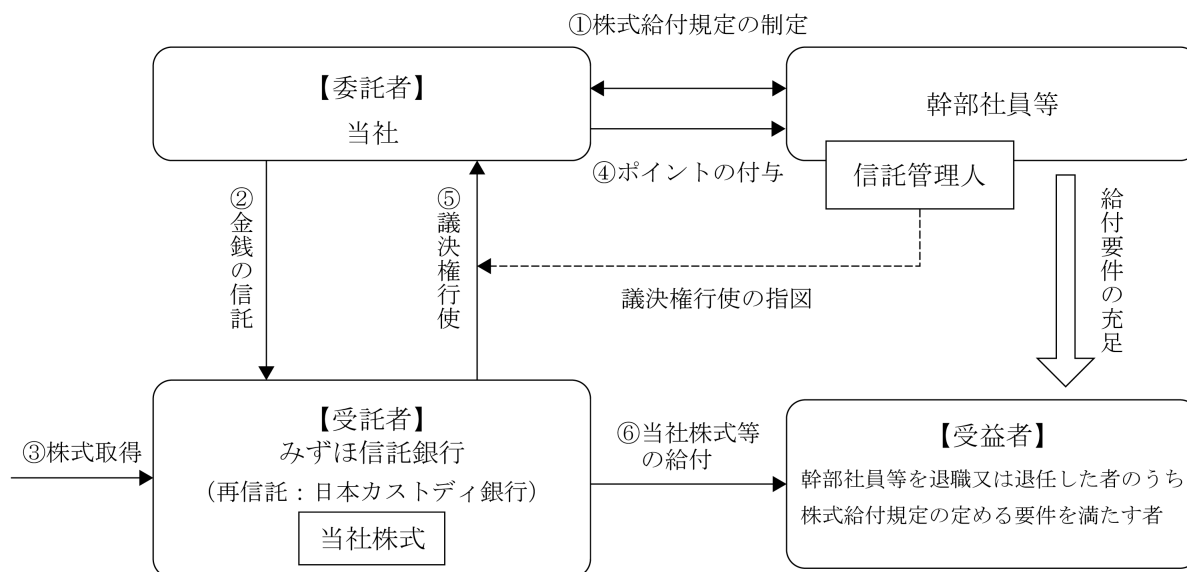 ①株式給付規定の制定
【委託者】
当社
幹部社員等
信託管理人
④ポイントの付与
②金銭の信託
⑤議決権行使
議決権行使の指図
給付要件の充足
③株式取得
【受託者】
みずほ信託銀行
（再信託：日本カストディ銀行）
当社株式
⑥当社株式等
の給付
【受益者】
幹部社員等を退職又は退任した者のうち
株式給付規定の定める要件を満たす者